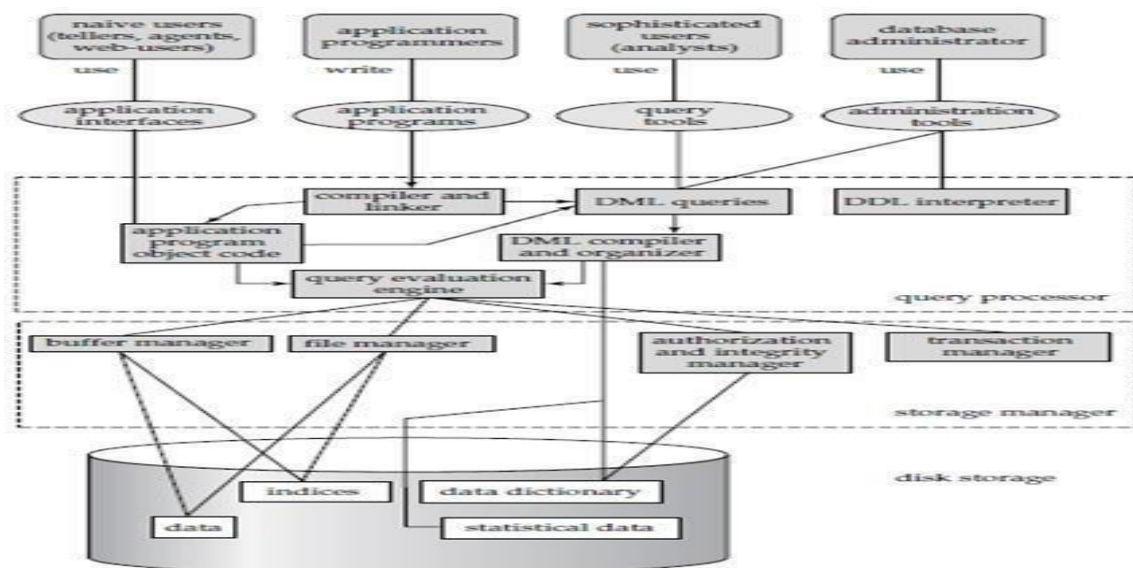 naive users
(tellers, agents,
web-users)
application
programmers
sophisticated
users
(analysts)
database
administrator
use
write
use
use
application
interfaces
application
programs
query
tools
administration
tools
compiler and
linker
DML queries
DDL interpreter
application
program
object code
DML compiler
and organizer
query evaluation
engine
query processor
buffer manager
file manager
authorization
and integrity
manager
transaction
manager
storage manager
disk storage
indices
data dictionary
data
statistical data